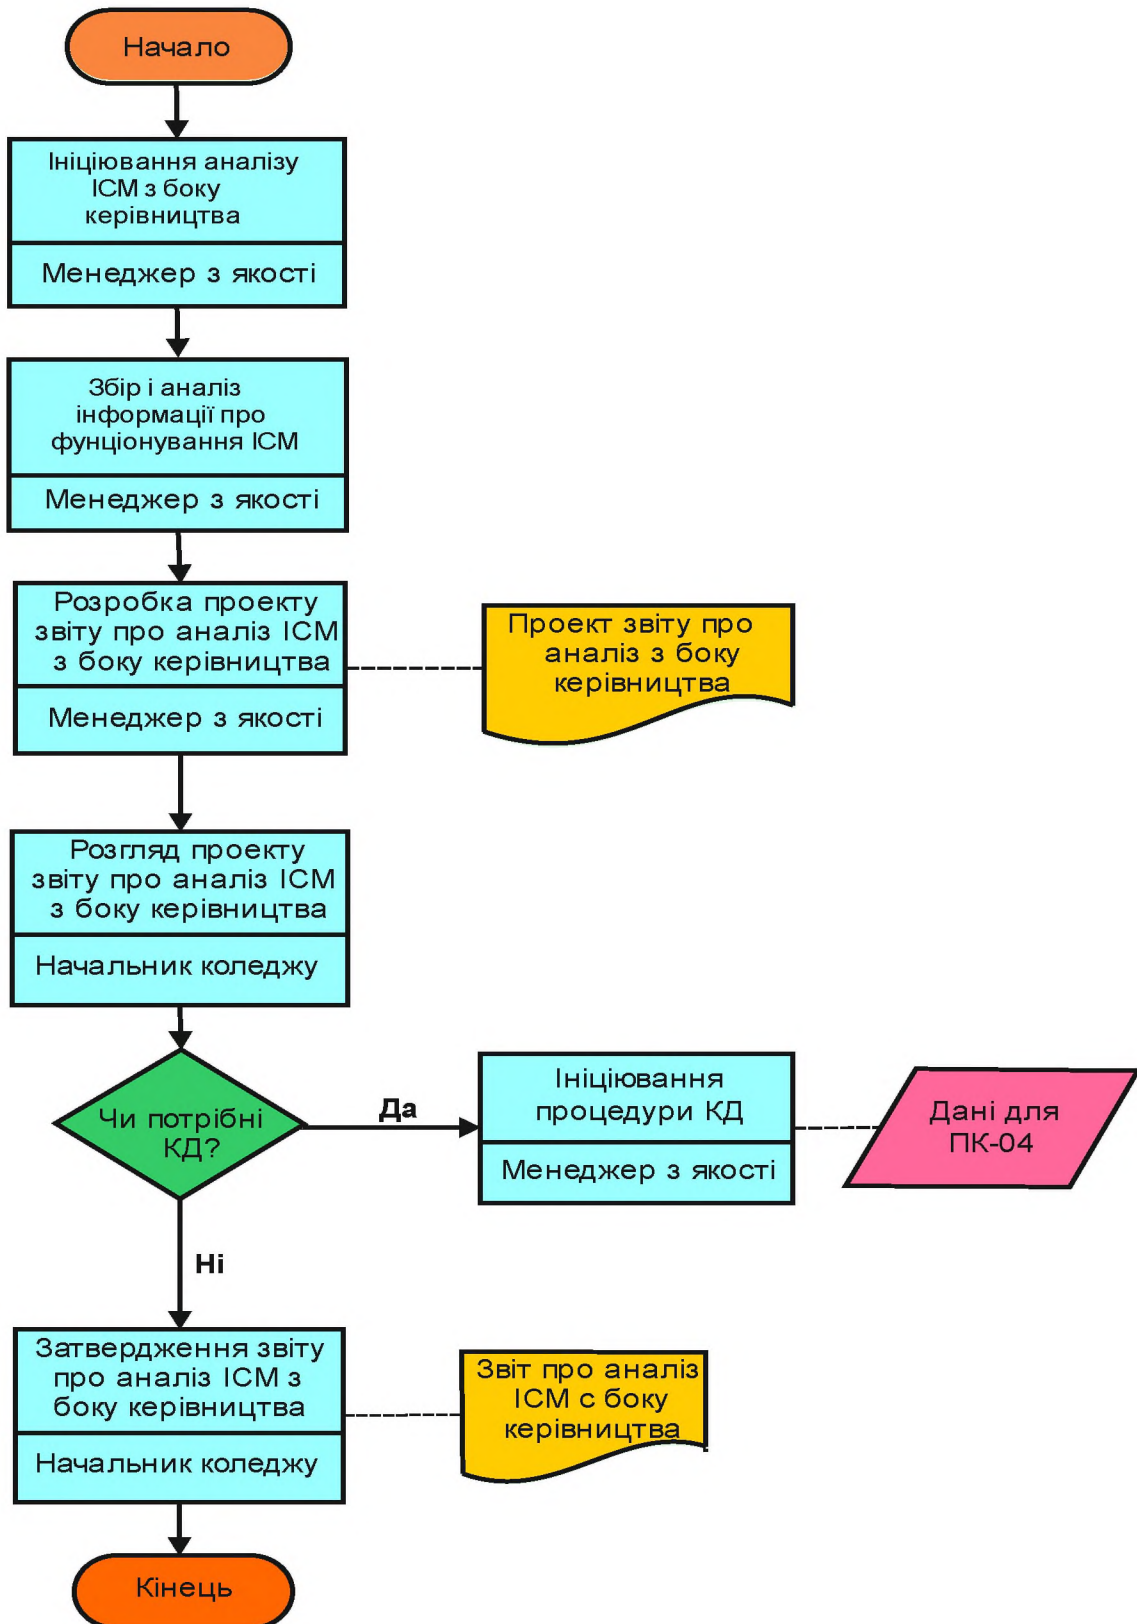 Начало
Ініціювання аналізу
ІСМ з боку
керівництва
Менеджер з якості
Збір і аналіз
інформації про
фунціонування ІСМ
Менеджер з якості
Розробка проекту
звіту про аналіз ІСМ
з боку керівництва
Менеджер з якості
Проект звіту про
аналіз з боку
керівництва
Розгляд проекту
звіту про аналіз ІСМ
з боку керівництва
Начальник коледжу
Чи потрібні
КД?
Да
Ініціювання
процедури КД
Менеджер з якості
Дані для
ПК-04
Ні
Затвердження звіту
про аналіз ІСМ з
боку керівництва
Начальник коледжу
Звіт про аналіз
ІСМ с боку
керівництва
Кінець